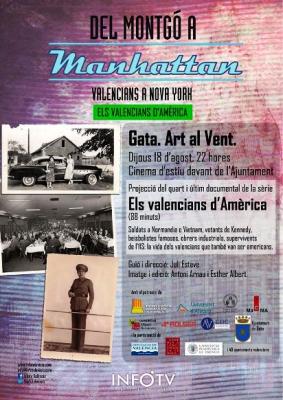 DEL MONTGÓ A
Manhattan
VALENCIANS A NOVA YORK
ELS VALENCIANS D'AMÈRICA
Gata. Art al Vent.
Dijous 18 d'agost. 22 hores
Cinema d'estiu davant de l'Ajuntament
Projecció del quart i últim documental de la sèrie
Els valencians d'Amèrica
(88 minuts)
Soldats a Normandia o Vietnam, votants de Kennedy,
beisbolistes famosos, obrers industrials, supervivents
de l'11S: la vida dels valencians que també van ser americans.
Guió i direcció: Juli Esteve
Imatge i edició: Antoni Arnau i Esther Albert.
INFOTV